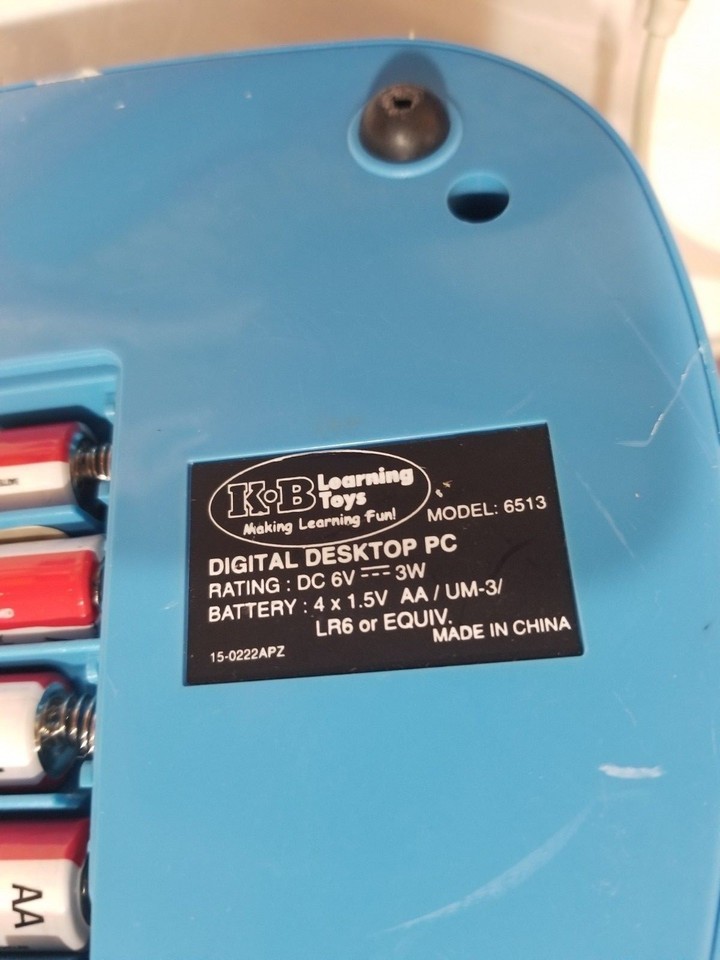 K·B Learning
Toys
Making Learning Fun!
MODEL: 6513
DIGITAL DESKTOP PC
RATING : DC 6V ⎓ 3W
BATTERY : 4 x 1.5V AA / UM-3/
LR6 or EQUIV.
MADE IN CHINA
15-0222APZ
AA